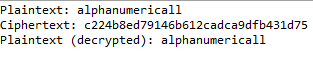 Plaintext: alphanumericall
Ciphertext: c224b8ed79146b612cadca9dfb431d75
Plaintext (decrypted): alphanumericall